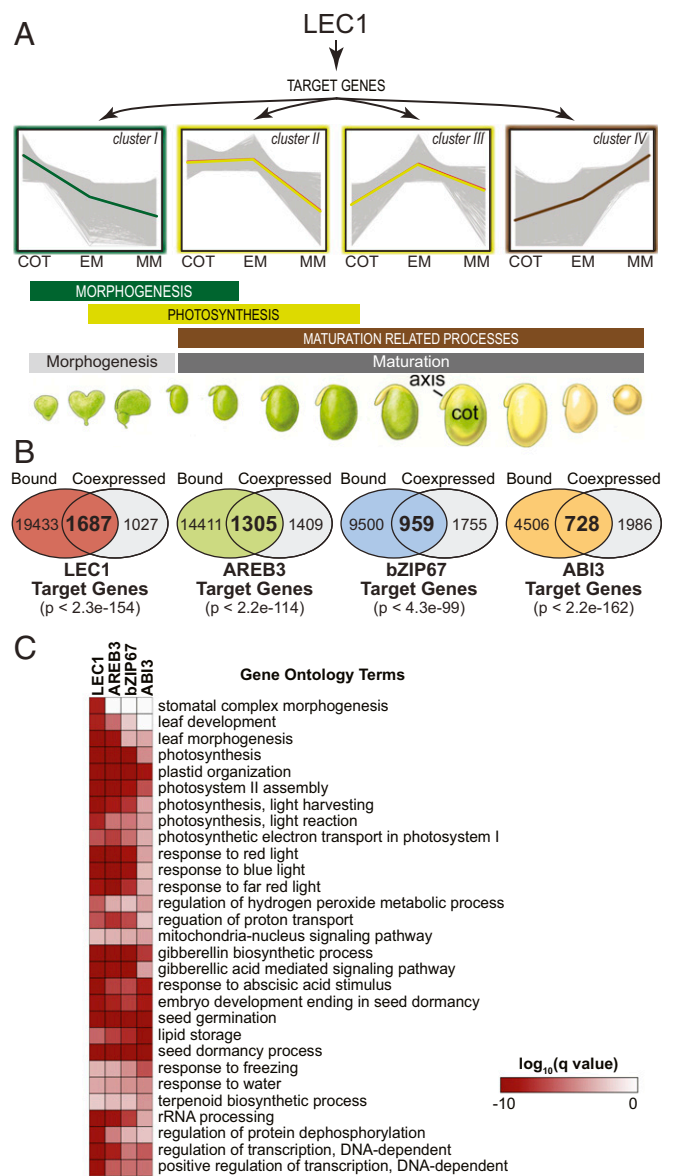 A
LEC1
TARGET GENES
cluster I
cluster II
cluster III
cluster IV
COT EM MM
COT EM MM
COT EM MM
COT EM MM
MORPHOGENESIS
PHOTOSYNTHESIS
MATURATION RELATED PROCESSES
Morphogenesis
Maturation
axis
cot
B
Bound Coexpressed
19433 1687 1027
LEC1
Target Genes
(p < 2.3e-154)
Bound Coexpressed
14411 1305 1409
AREB3
Target Genes
(p < 2.2e-114)
Bound Coexpressed
9500 959 1755
bZIP67
Target Genes
(p < 4.3e-99)
Bound Coexpressed
4506 728 1986
ABI3
Target Genes
(p < 2.2e-162)
C
LEC1
AREB3
bZIP67
ABI3
Gene Ontology Terms
stomatal complex morphogenesis
leaf development
leaf morphogenesis
photosynthesis
plastid organization
photosystem II assembly
photosynthesis, light harvesting
photosynthesis, light reaction
photosynthetic electron transport in photosystem I
response to red light
response to blue light
response to far red light
regulation of hydrogen peroxide metabolic process
reguation of proton transport
mitochondria-nucleus signaling pathway
gibberellin biosynthetic process
gibberellic acid mediated signaling pathway
response to abscisic acid stimulus
embryo development ending in seed dormancy
seed germination
lipid storage
seed dormancy process
response to freezing
response to water
terpenoid biosynthetic process
rRNA processing
regulation of protein dephosphorylation
regulation of transcription, DNA-dependent
positive regulation of transcription, DNA-dependent
log10(q value)
-10 0